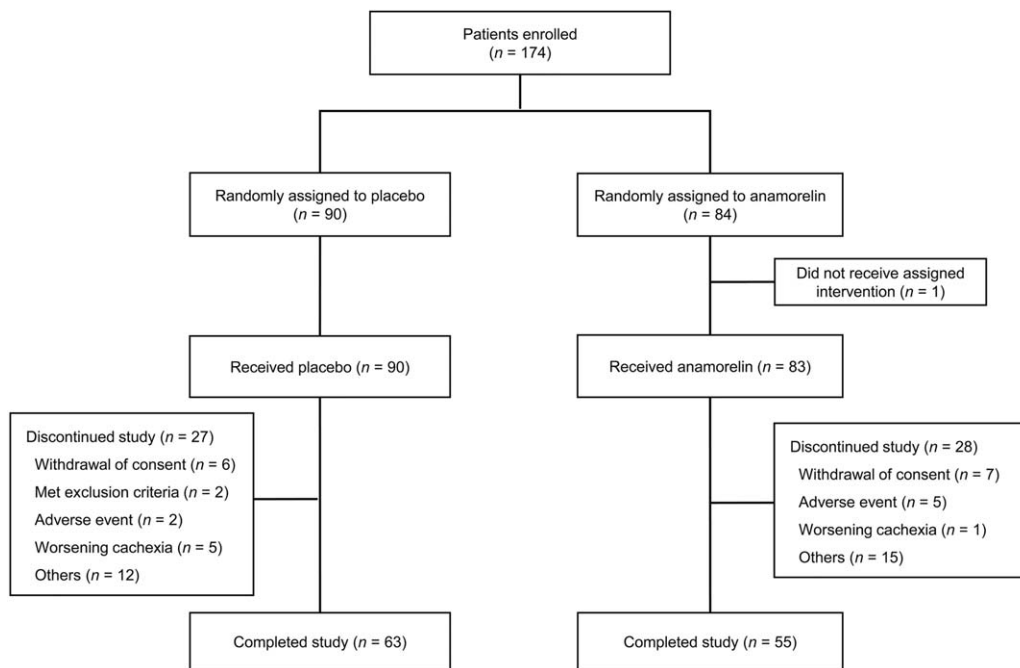 Patients enrolled
(n = 174)
Randomly assigned to placebo
(n = 90)
Randomly assigned to anamorelin
(n = 84)
Did not receive assigned
intervention (n = 1)
Received placebo (n = 90)
Received anamorelin (n = 83)
Discontinued study (n = 27)
Withdrawal of consent (n = 6)
Met exclusion criteria (n = 2)
Adverse event (n = 2)
Worsening cachexia (n = 5)
Others (n = 12)
Discontinued study (n = 28)
Withdrawal of consent (n = 7)
Adverse event (n = 5)
Worsening cachexia (n = 1)
Others (n = 15)
Completed study (n = 63)
Completed study (n = 55)